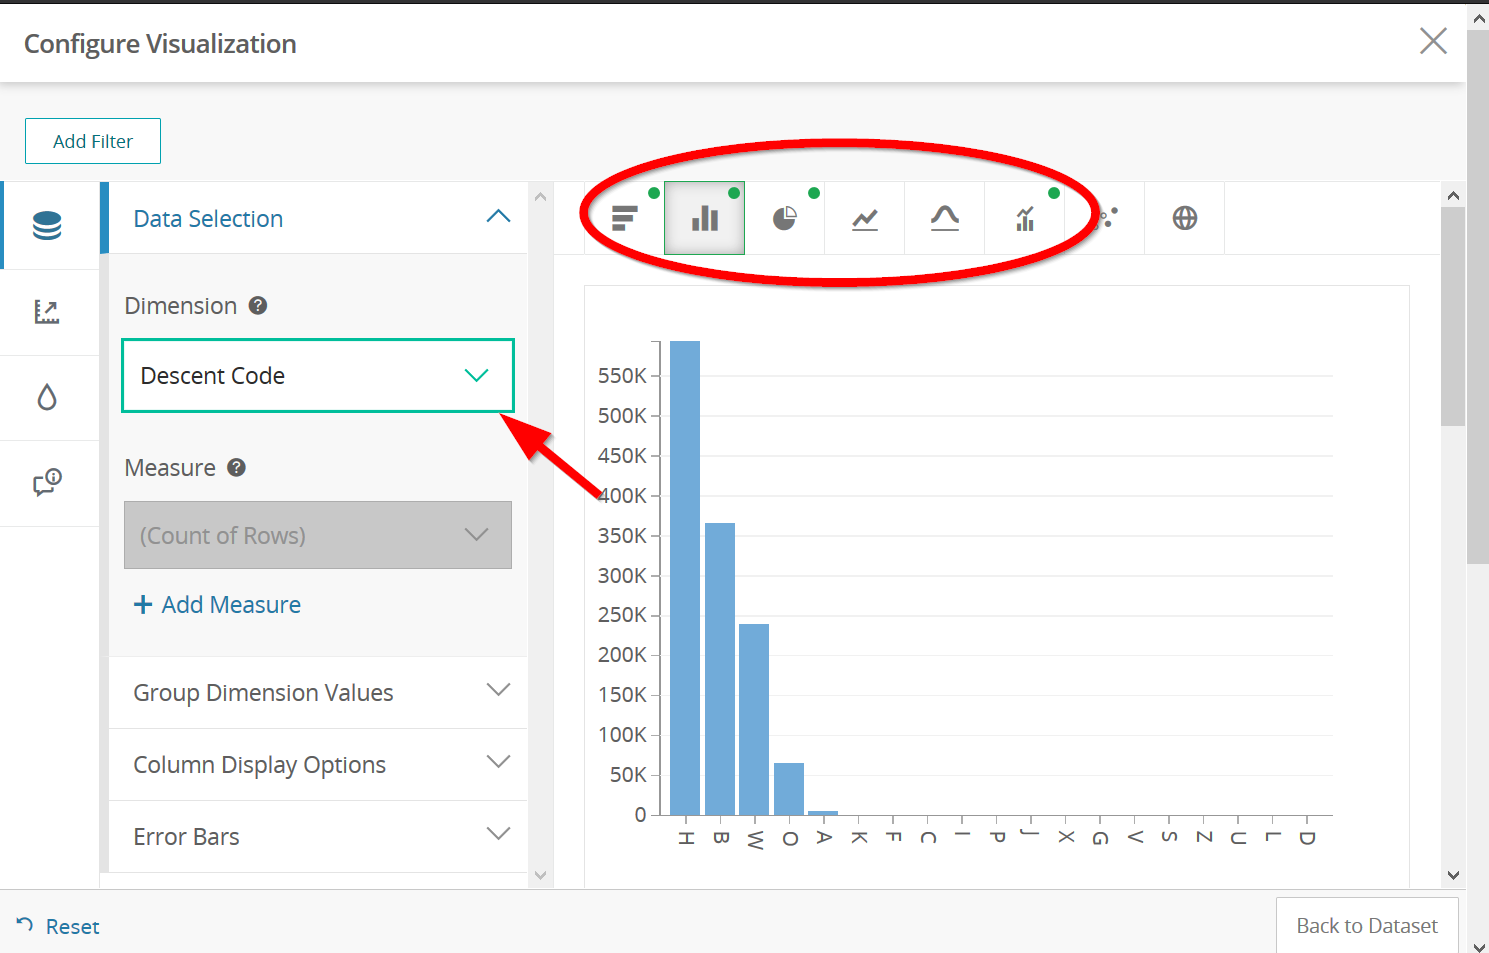 Configure Visualization
Add Filter
Data Selection
Dimension
Descent Code
Measure
(Count of Rows)
+ Add Measure
Group Dimension Values
Column Display Options
Error Bars
550K
500K
450K
400K
350K
300K
250K
200K
150K
100K
50K
0
H B W O A K F C I P J X G V S Z U L D
Reset
Back to Dataset